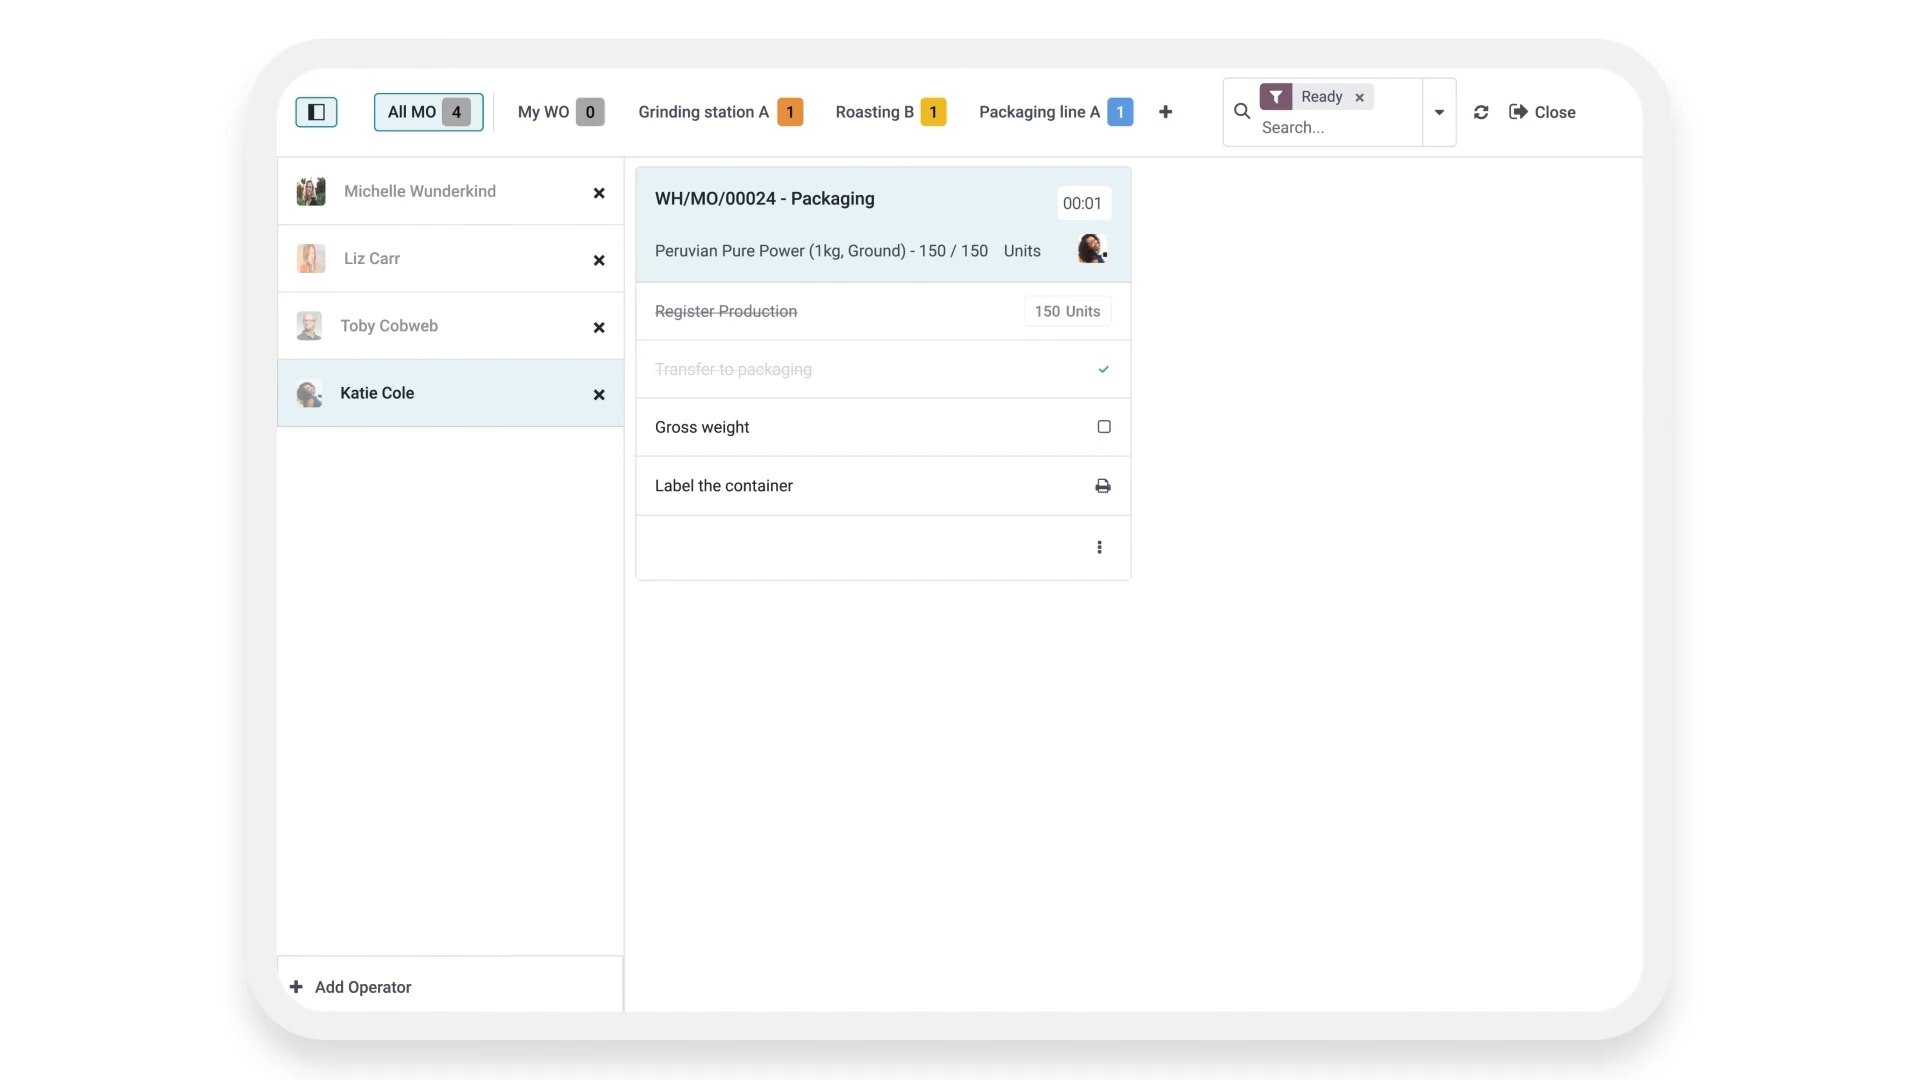 All MO 4
My WO 0
Grinding station A 1
Roasting B 1
Packaging line A 1
Ready
Search...
Close
Michelle Wunderkind
Liz Carr
Toby Cobweb
Katie Cole
Add Operator
WH/MO/00024 - Packaging
00:01
Peruvian Pure Power (1kg, Ground) - 150 / 150 Units
Register Production
150 Units
Transfer to packaging
Gross weight
Label the container